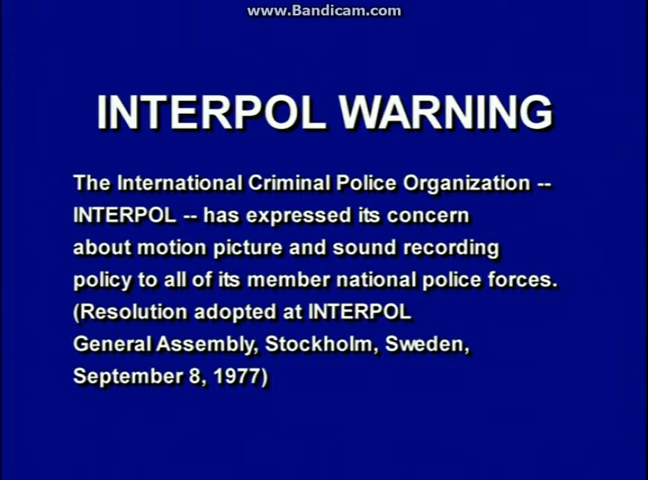 www.Bandicam.com
INTERPOL WARNING
The International Criminal Police Organization --
INTERPOL -- has expressed its concern
about motion picture and sound recording
policy to all of its member national police forces.
(Resolution adopted at INTERPOL
General Assembly, Stockholm, Sweden,
September 8, 1977)